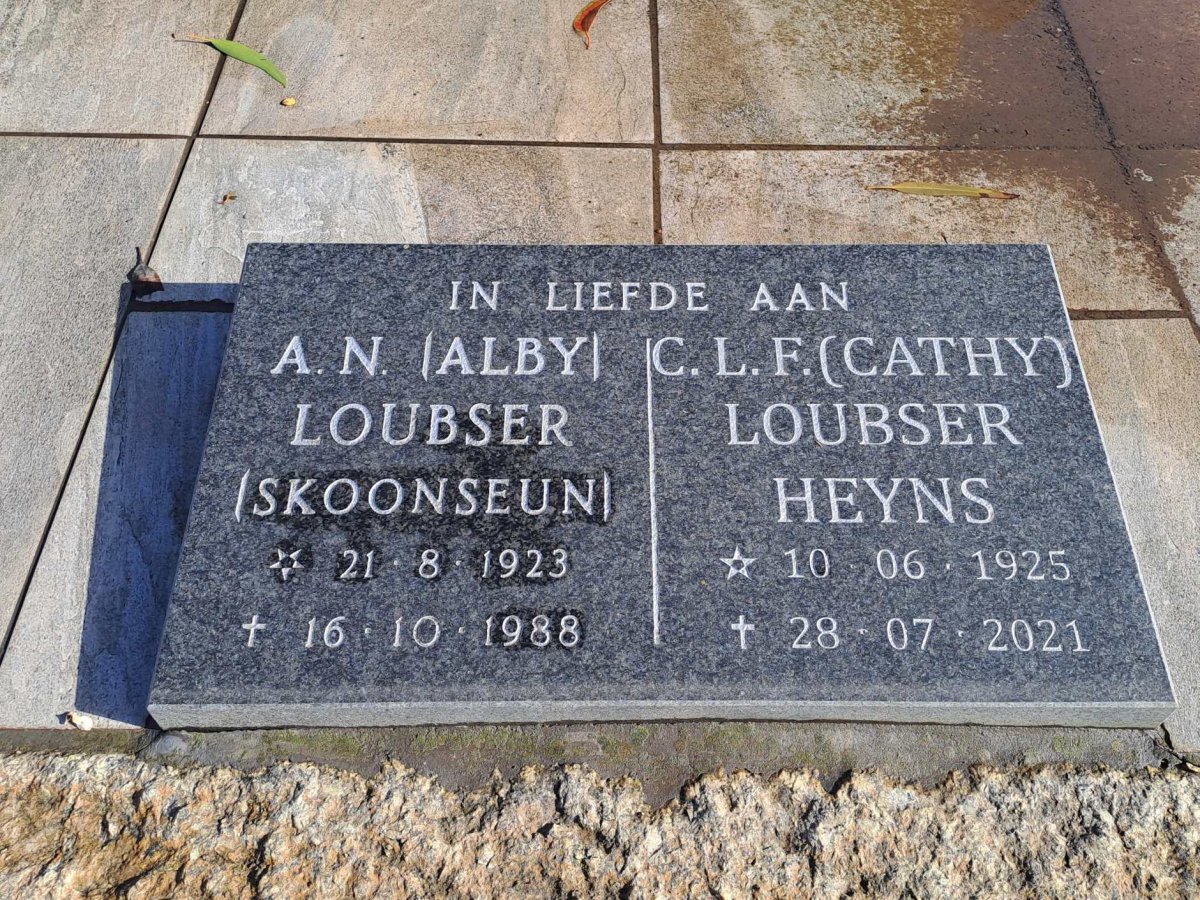 IN LIEFDE AAN
A. N. (ALBY)
LOUBSER
(SKOONSEUN)
☆ 21 · 8 · 1923
✝ 16 · 10 · 1988
C. L. F. (CATHY)
LOUBSER
HEYNS
☆ 10 · 06 · 1925
✝ 28 · 07 · 2021